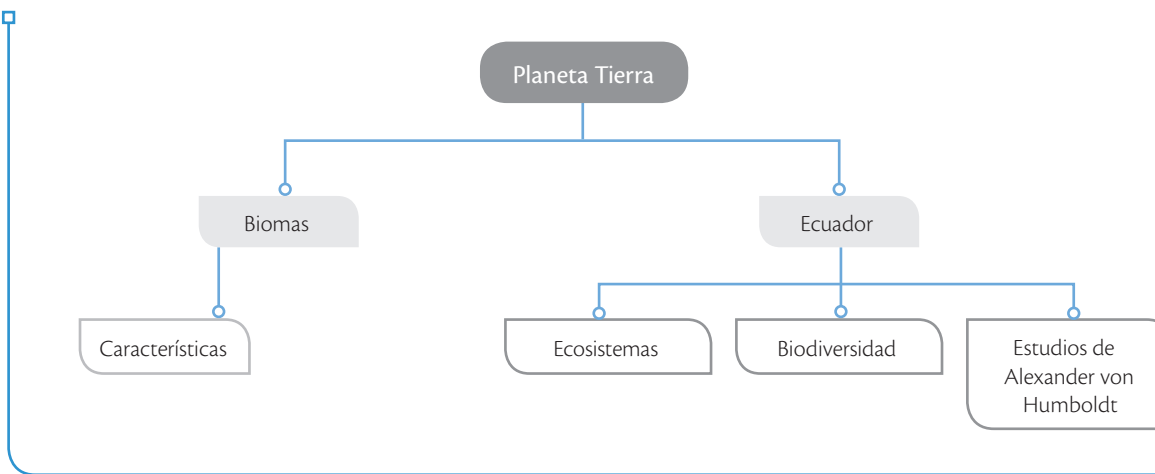 Planeta Tierra
Biomas
Ecuador
Características
Ecosistemas
Biodiversidad
Estudios de
Alexander von
Humboldt